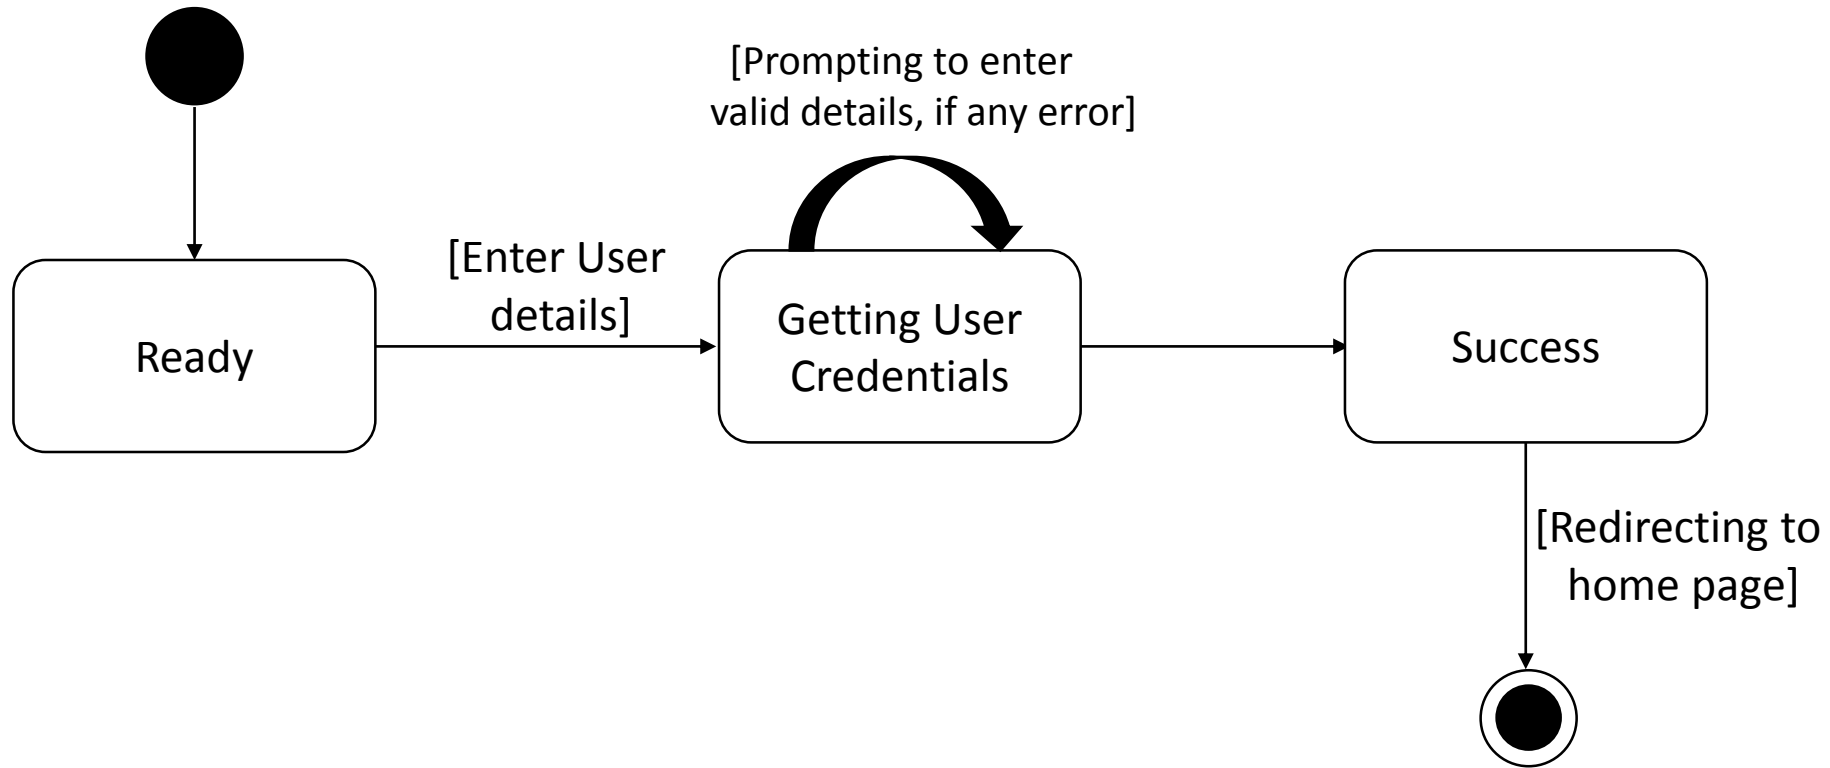 [Prompting to enter
valid details, if any error]
[Enter User
details]
Ready
Getting User
Credentials
Success
[Redirecting to
home page]